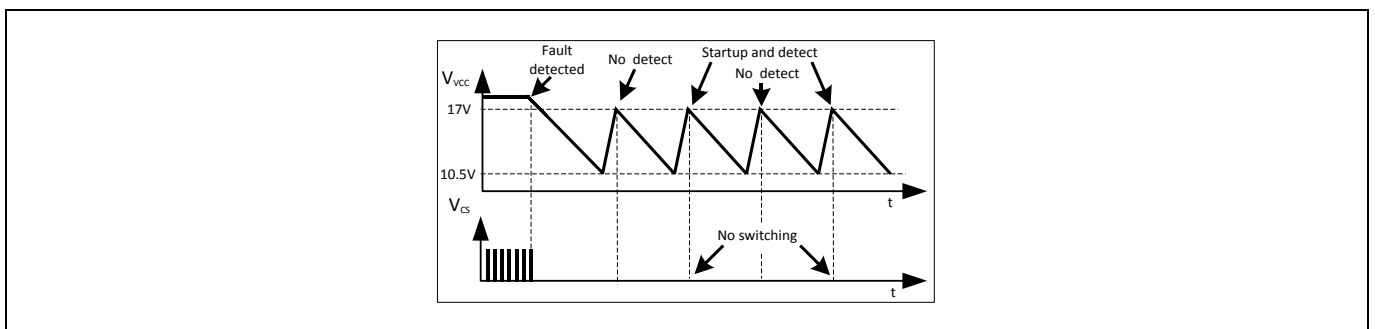 Fault
detected
No detect
Startup and detect
No detect
V_VCC
17V
10.5V
t
V_CS
No switching
t